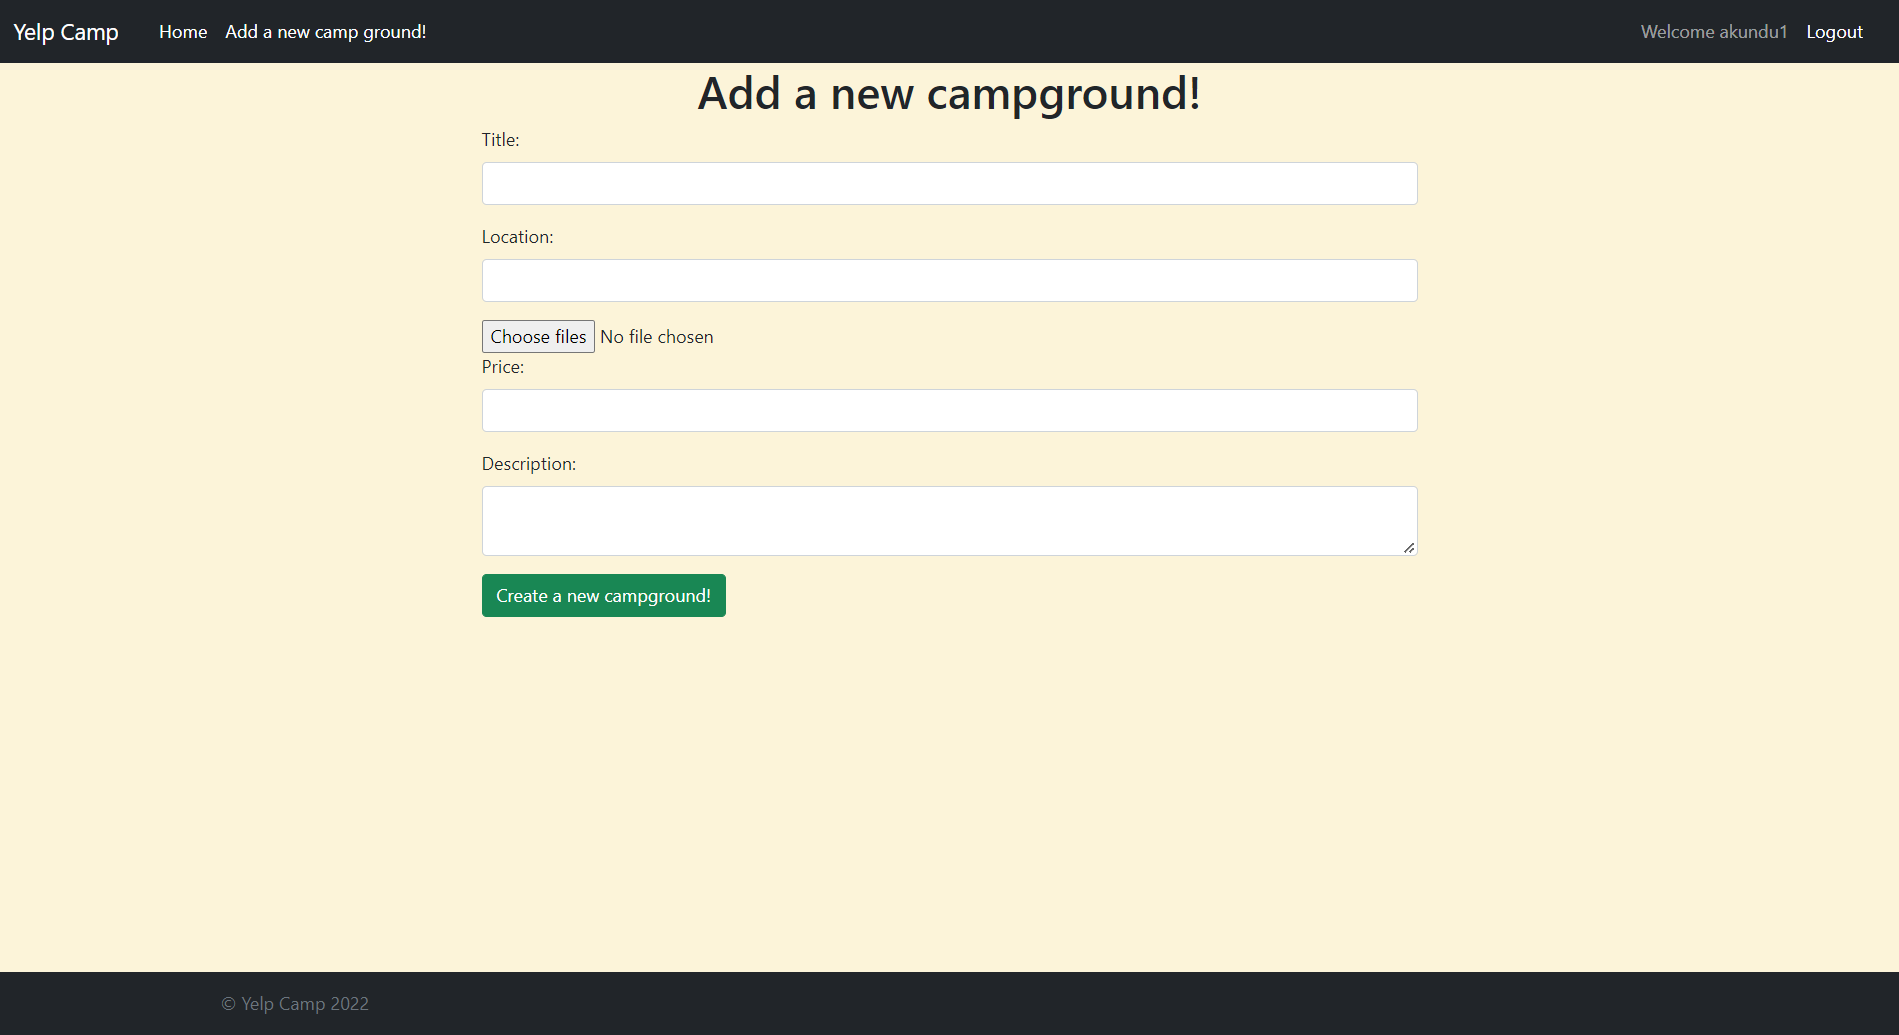 Yelp Camp Home Add a new camp ground! Welcome akundu1 Logout
Add a new campground!
Title:
Location:
Choose files No file chosen
Price:
Description:
Create a new campground!
© Yelp Camp 2022